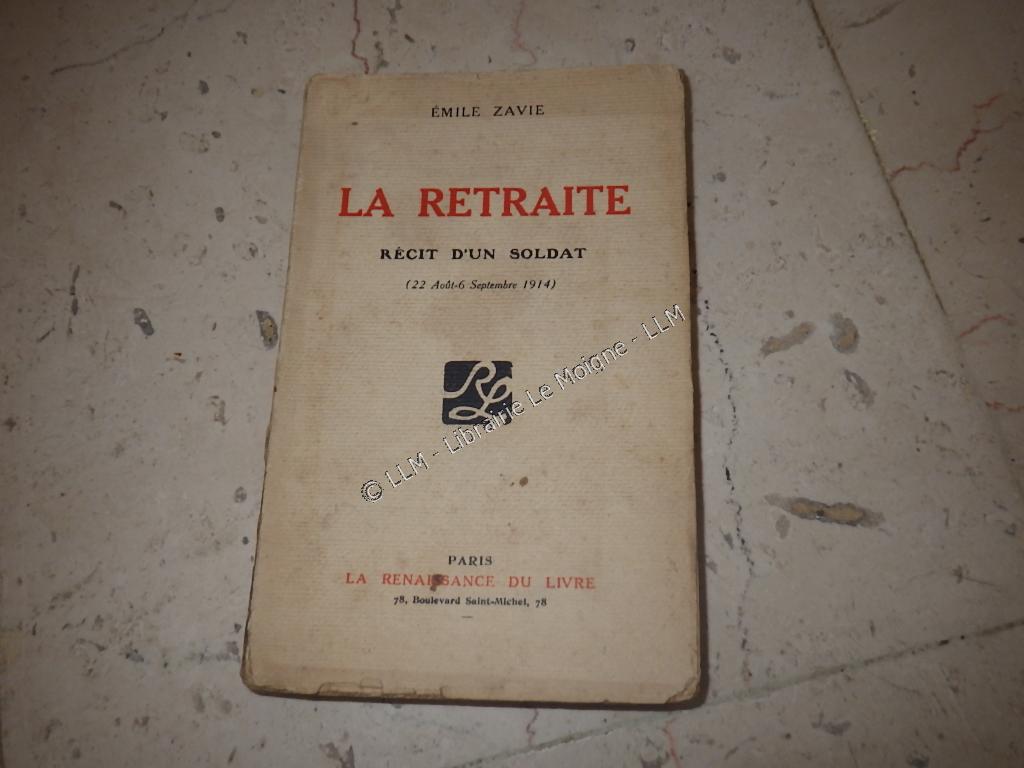 ÉMILE ZAVIE
LA RETRAITE
RÉCIT D'UN SOLDAT
(22 Août-6 Septembre 1914)
RL
© LLM - Librairie Le Moigne - LLM
PARIS
LA RENAISSANCE DU LIVRE
78, Boulevard Saint-Michel, 78